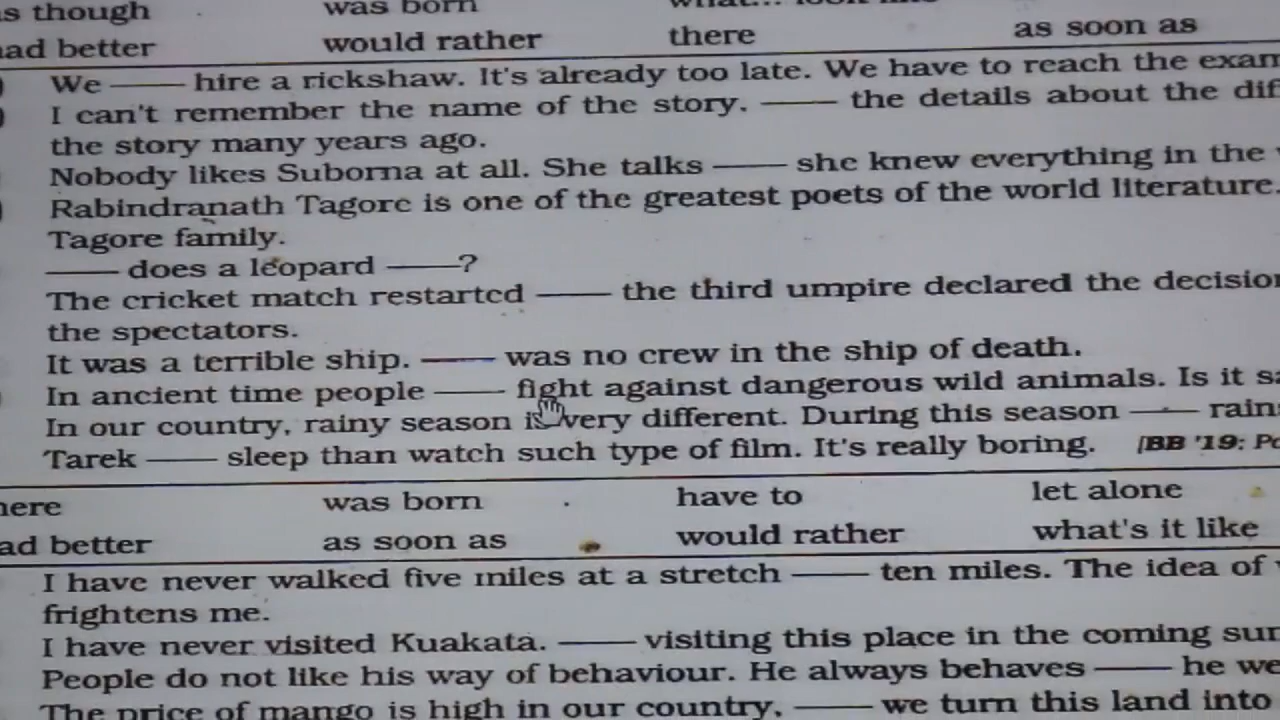 s though was born what... look like
ad better would rather there as soon as
We —— hire a rickshaw. It's already too late. We have to reach the exam
I can't remember the name of the story. —— the details about the dif
the story many years ago.
Nobody likes Suborna at all. She talks —— she knew everything in the
Rabindranath Tagore is one of the greatest poets of the world literature.
Tagore family.
—— does a leopard ——?
The cricket match restarted —— the third umpire declared the decision
the spectators.
It was a terrible ship. —— was no crew in the ship of death.
In ancient time people —— fight against dangerous wild animals. Is it sa
In our country, rainy season is very different. During this season —— rain
Tarek —— sleep than watch such type of film. It's really boring. [BB '19: Po
here was born have to let alone
ad better as soon as would rather what's it like
I have never walked five miles at a stretch —— ten miles. The idea of
frightens me.
I have never visited Kuakata. —— visiting this place in the coming sum
People do not like his way of behaviour. He always behaves —— he we
The price of mango is high in our country, —— we turn this land into